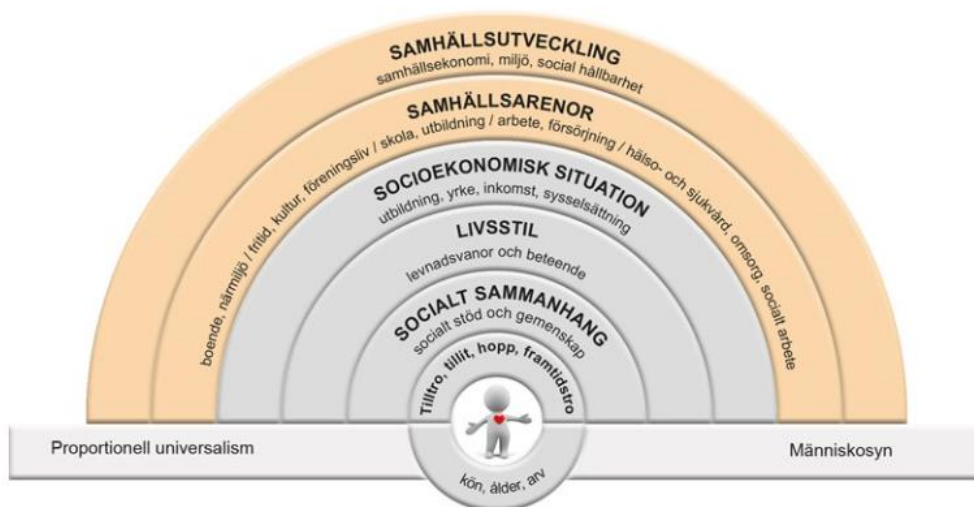 SAMHÄLLSUTVECKLING
samhällsekonomi, miljö, social hållbarhet
SAMHÄLLSARENOR
boende, närmiljö / fritid, kultur, föreningsliv / skola, utbildning / arbete, försörjning / hälso- och sjukvård, omsorg, socialt arbete
SOCIOEKONOMISK SITUATION
utbildning, yrke, inkomst, sysselsättning
LIVSSTIL
levnadsvanor och beteende
SOCIALT SAMMANHANG
socialt stöd och gemenskap
Tilltro, tillit, hopp, framtidstro
Proportionell universalism
Människosyn
kön, ålder, arv